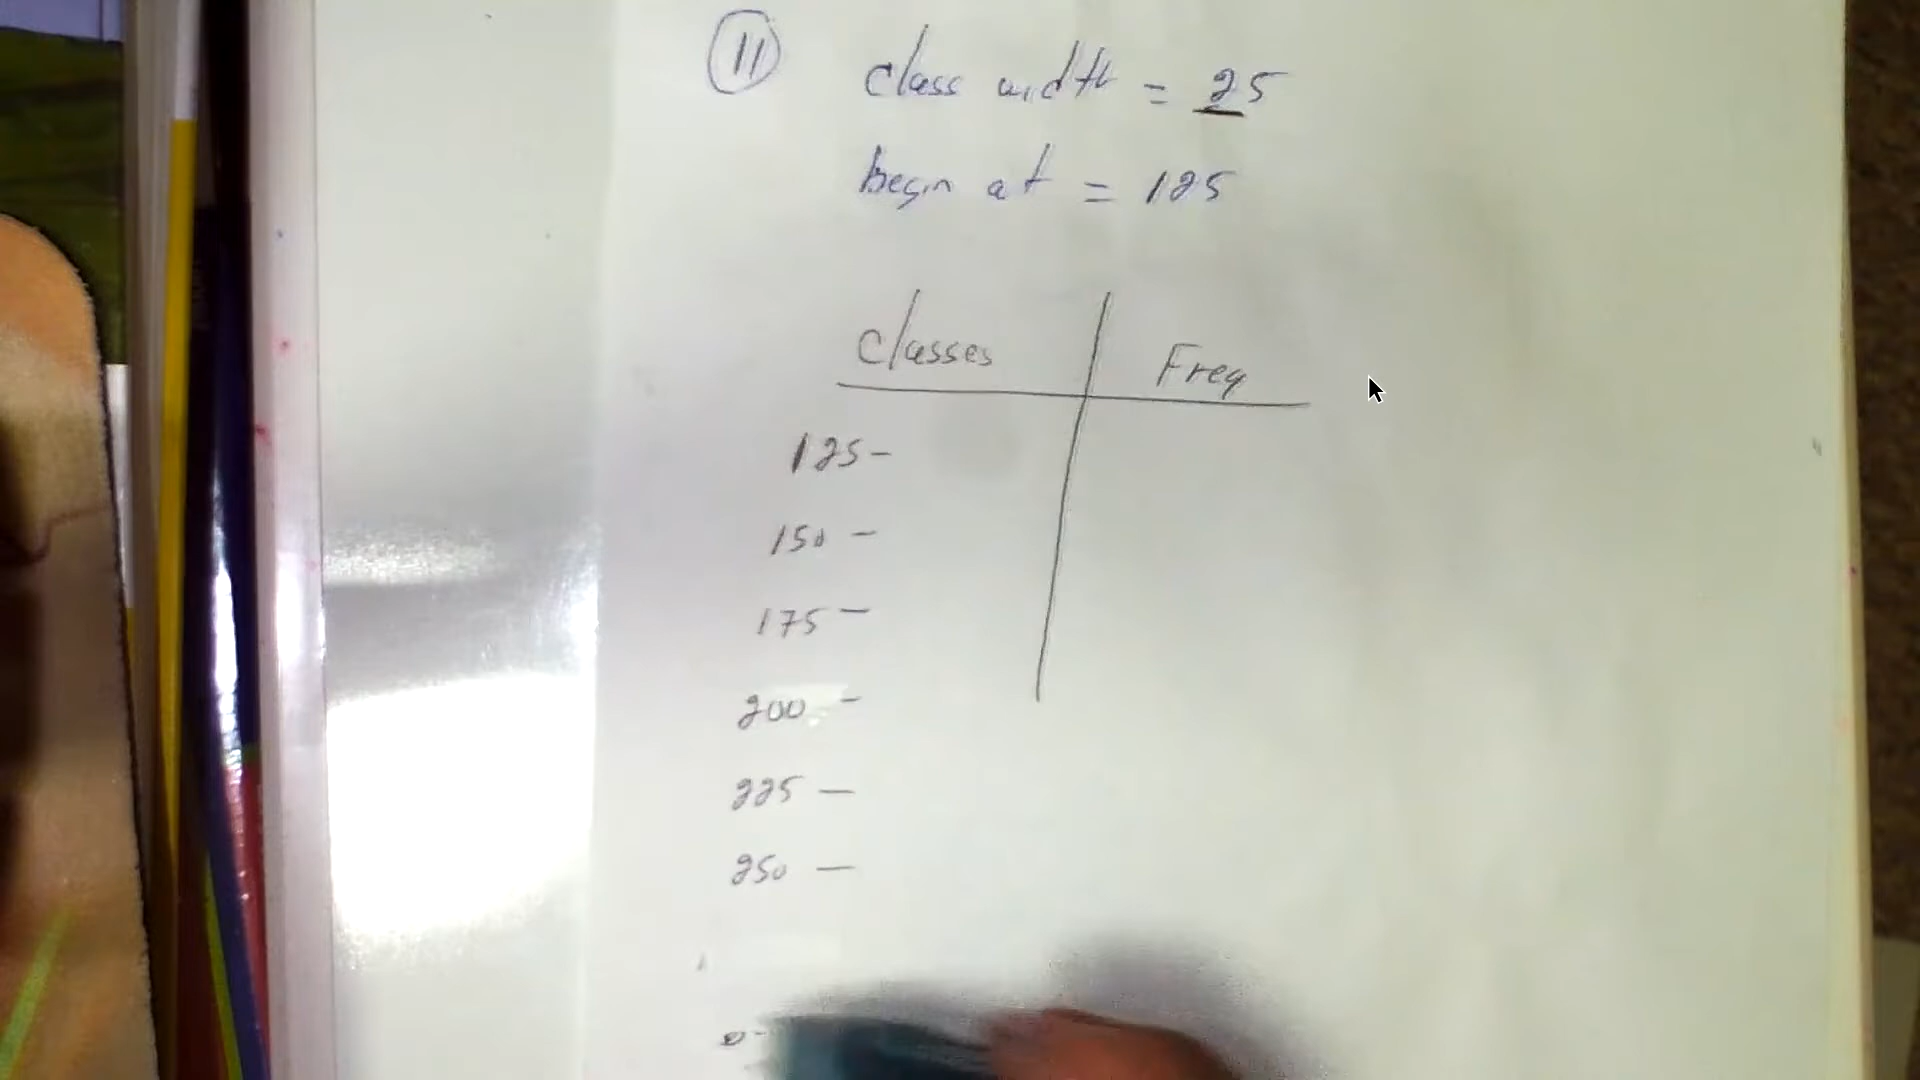 11
class width = 25
begin at = 125
Classes Freq
125-
150 -
175 -
200 -
225 -
250 -